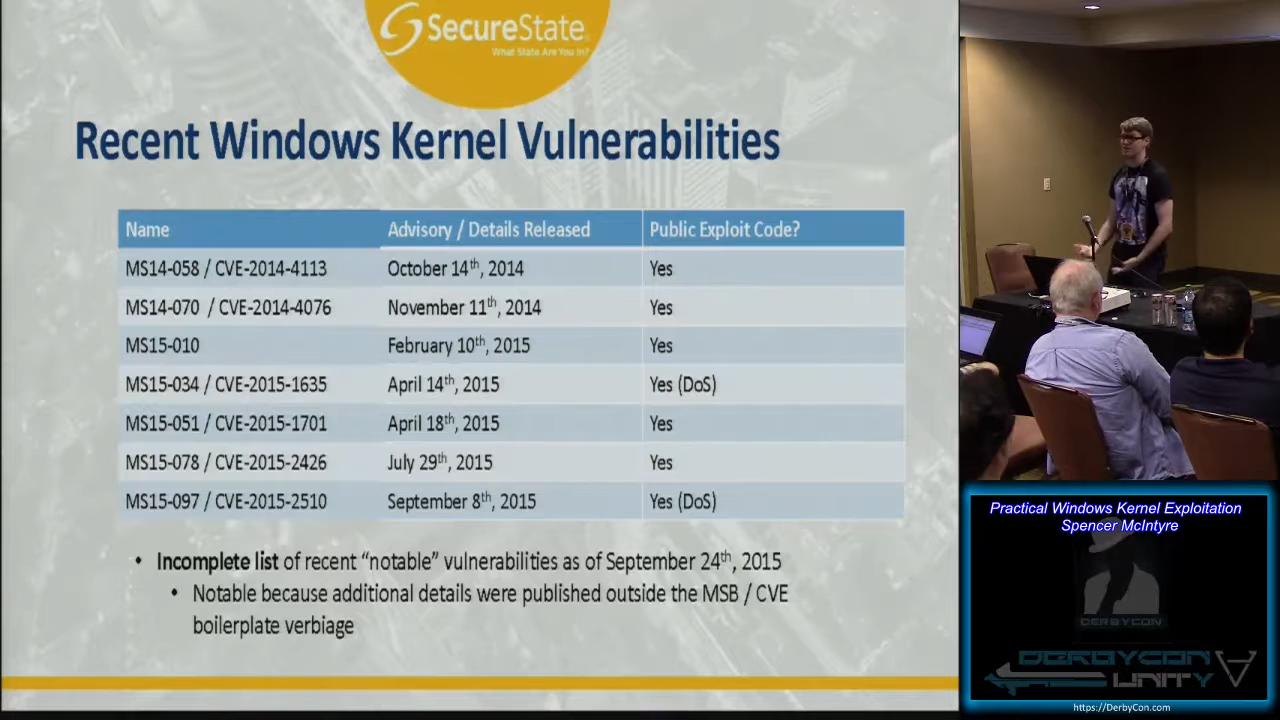 SecureState
What State Are You In?
Recent Windows Kernel Vulnerabilities
Name Advisory / Details Released Public Exploit Code?
MS14-058 / CVE-2014-4113 October 14th, 2014 Yes
MS14-070 / CVE-2014-4076 November 11th, 2014 Yes
MS15-010 February 10th, 2015 Yes
MS15-034 / CVE-2015-1635 April 14th, 2015 Yes (DoS)
MS15-051 / CVE-2015-1701 April 18th, 2015 Yes
MS15-078 / CVE-2015-2426 July 29th, 2015 Yes
MS15-097 / CVE-2015-2510 September 8th, 2015 Yes (DoS)
• Incomplete list of recent “notable” vulnerabilities as of September 24th, 2015
• Notable because additional details were published outside the MSB / CVE
boilerplate verbiage
Practical Windows Kernel Exploitation
Spencer McIntyre
DERBYCON
DERBYCON
UNITY
https://DerbyCon.com